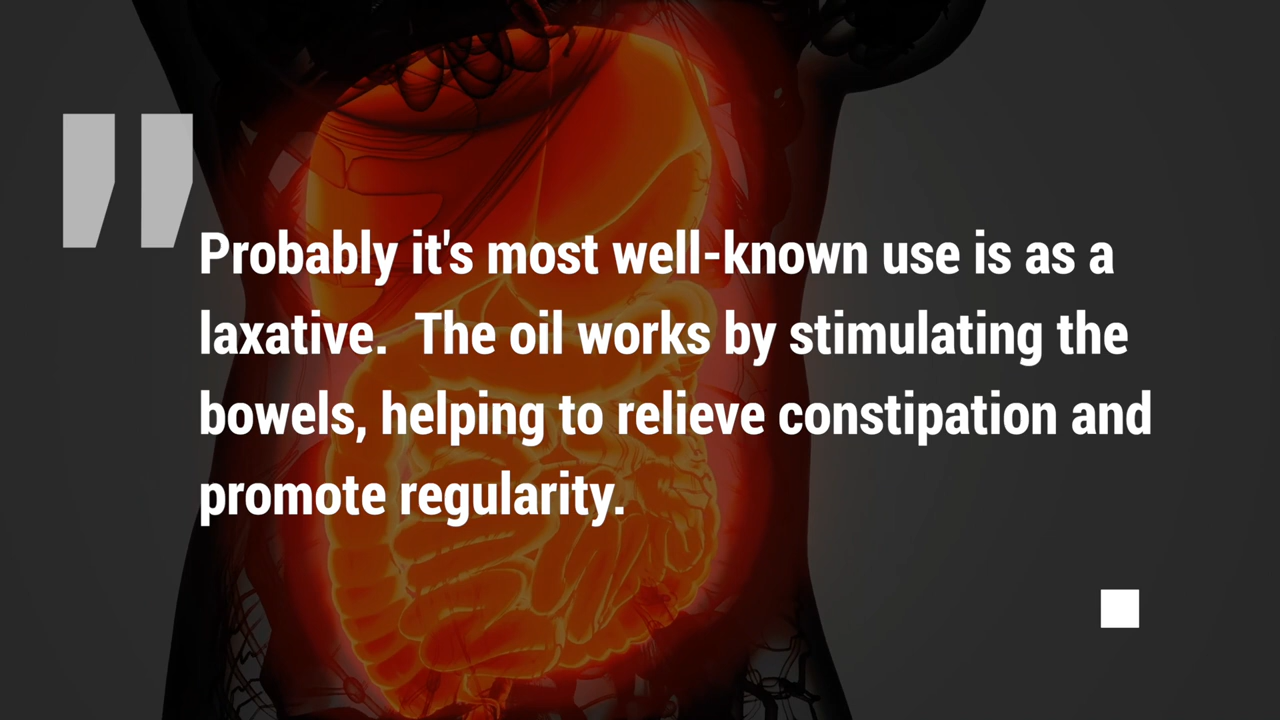 "
Probably it's most well-known use is as a
laxative.  The oil works by stimulating the
bowels, helping to relieve constipation and
promote regularity.